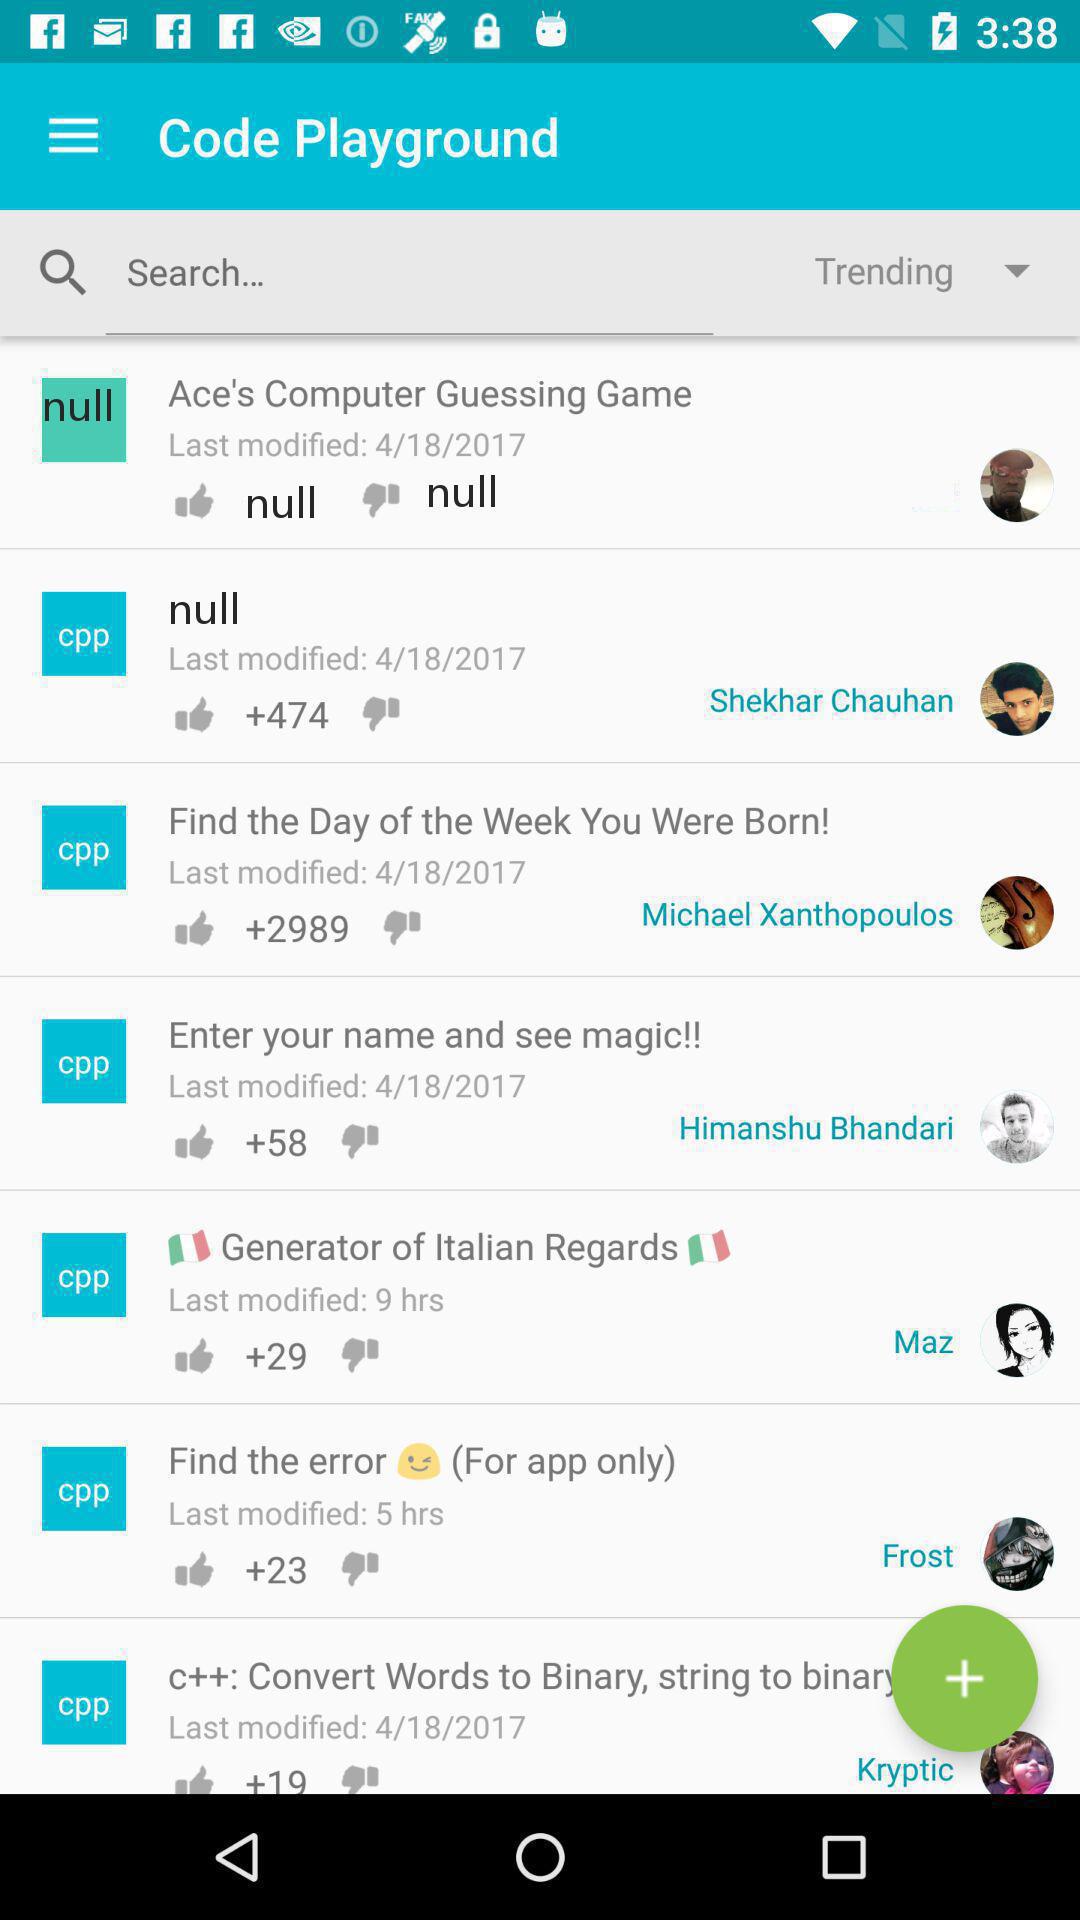 FAKE
3:38
Code Playground
Search...
Trending
null
Ace's Computer Guessing Game
Last modified: 4/18/2017
null
null
cpp
null
Last modified: 4/18/2017
+474
Shekhar Chauhan
cpp
Find the Day of the Week You Were Born!
Last modified: 4/18/2017
+2989
Michael Xanthopoulos
cpp
Enter your name and see magic!!
Last modified: 4/18/2017
+58
Himanshu Bhandari
cpp
🇮🇹 Generator of Italian Regards 🇮🇹
Last modified: 9 hrs
+29
Maz
cpp
Find the error 😉 (For app only)
Last modified: 5 hrs
+23
Frost
cpp
c++: Convert Words to Binary, string to binary
Last modified: 4/18/2017
+19
Kryptic